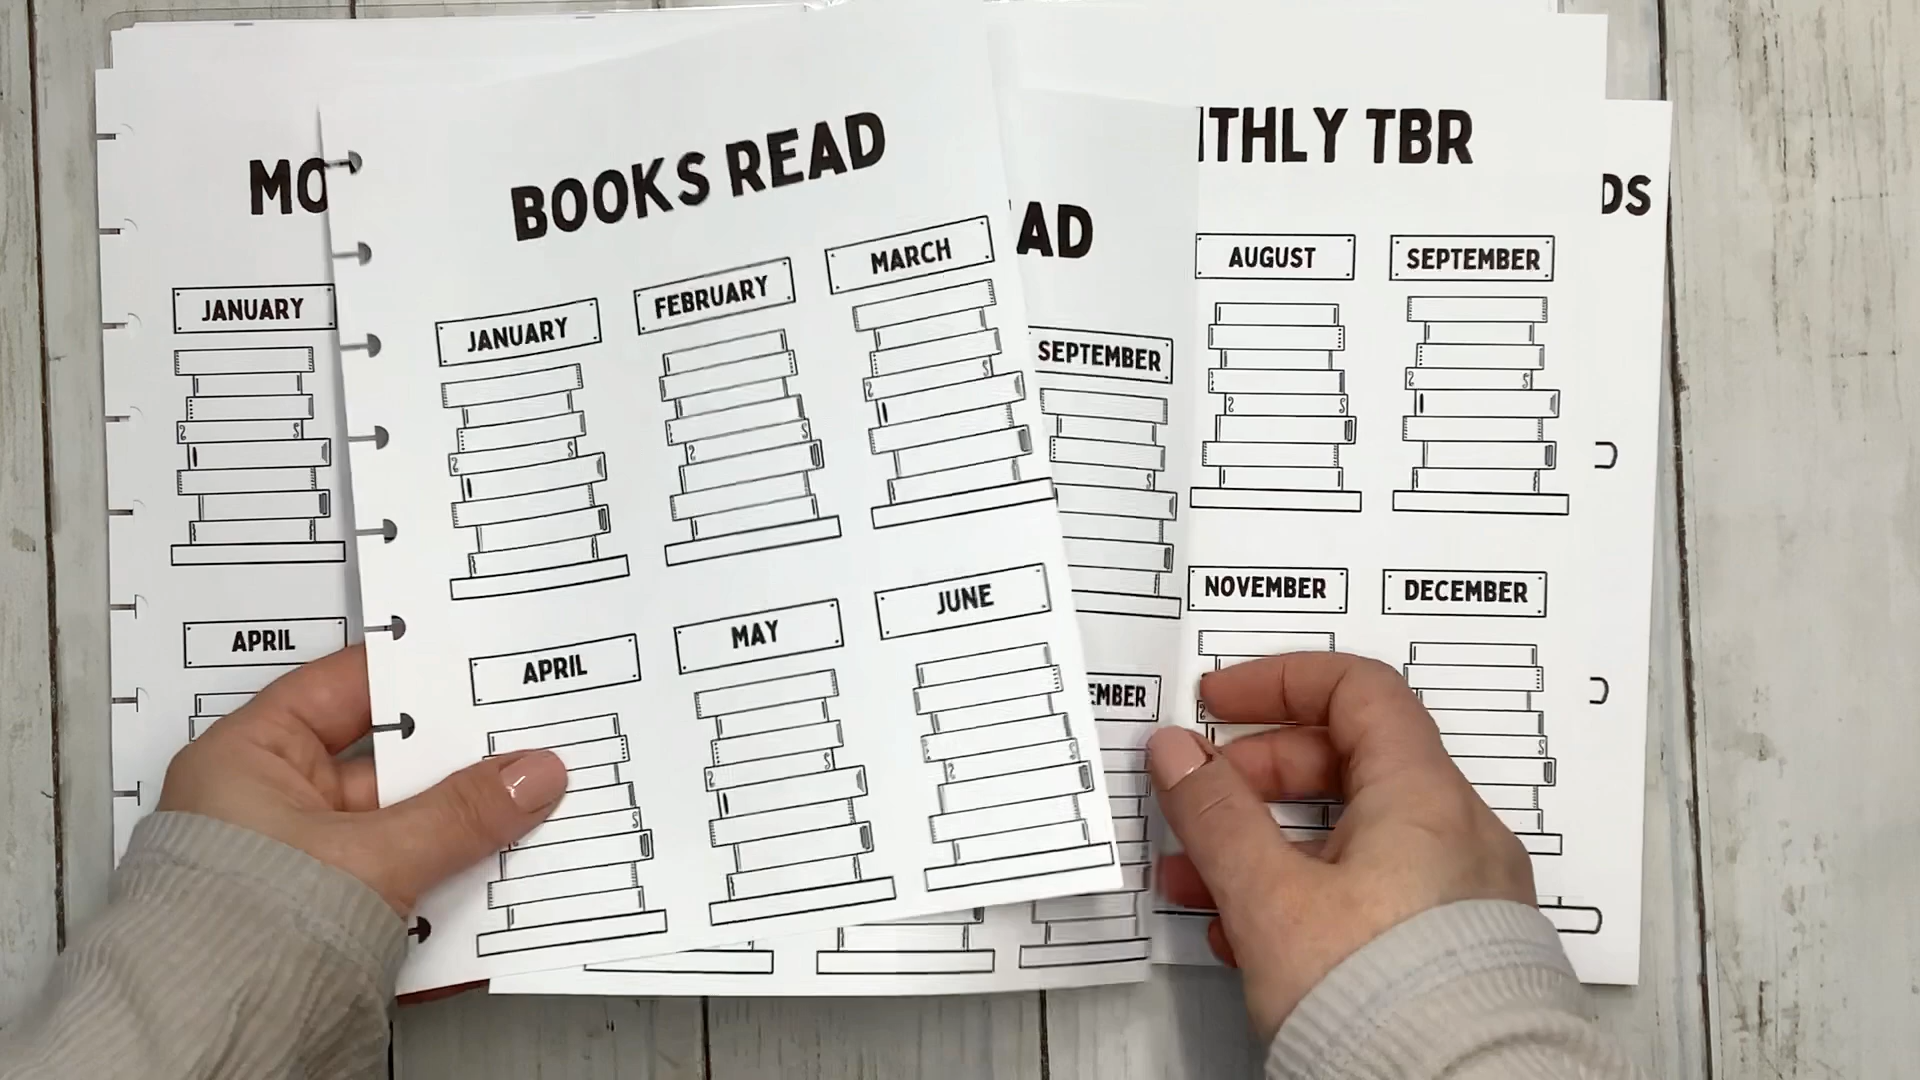 MO
JANUARY
APRIL
BOOKS READ
JANUARY
FEBRUARY
MARCH
APRIL
MAY
JUNE
AD
SEPTEMBER
EMBER
THLY TBR
AUGUST
SEPTEMBER
NOVEMBER
DECEMBER
DS